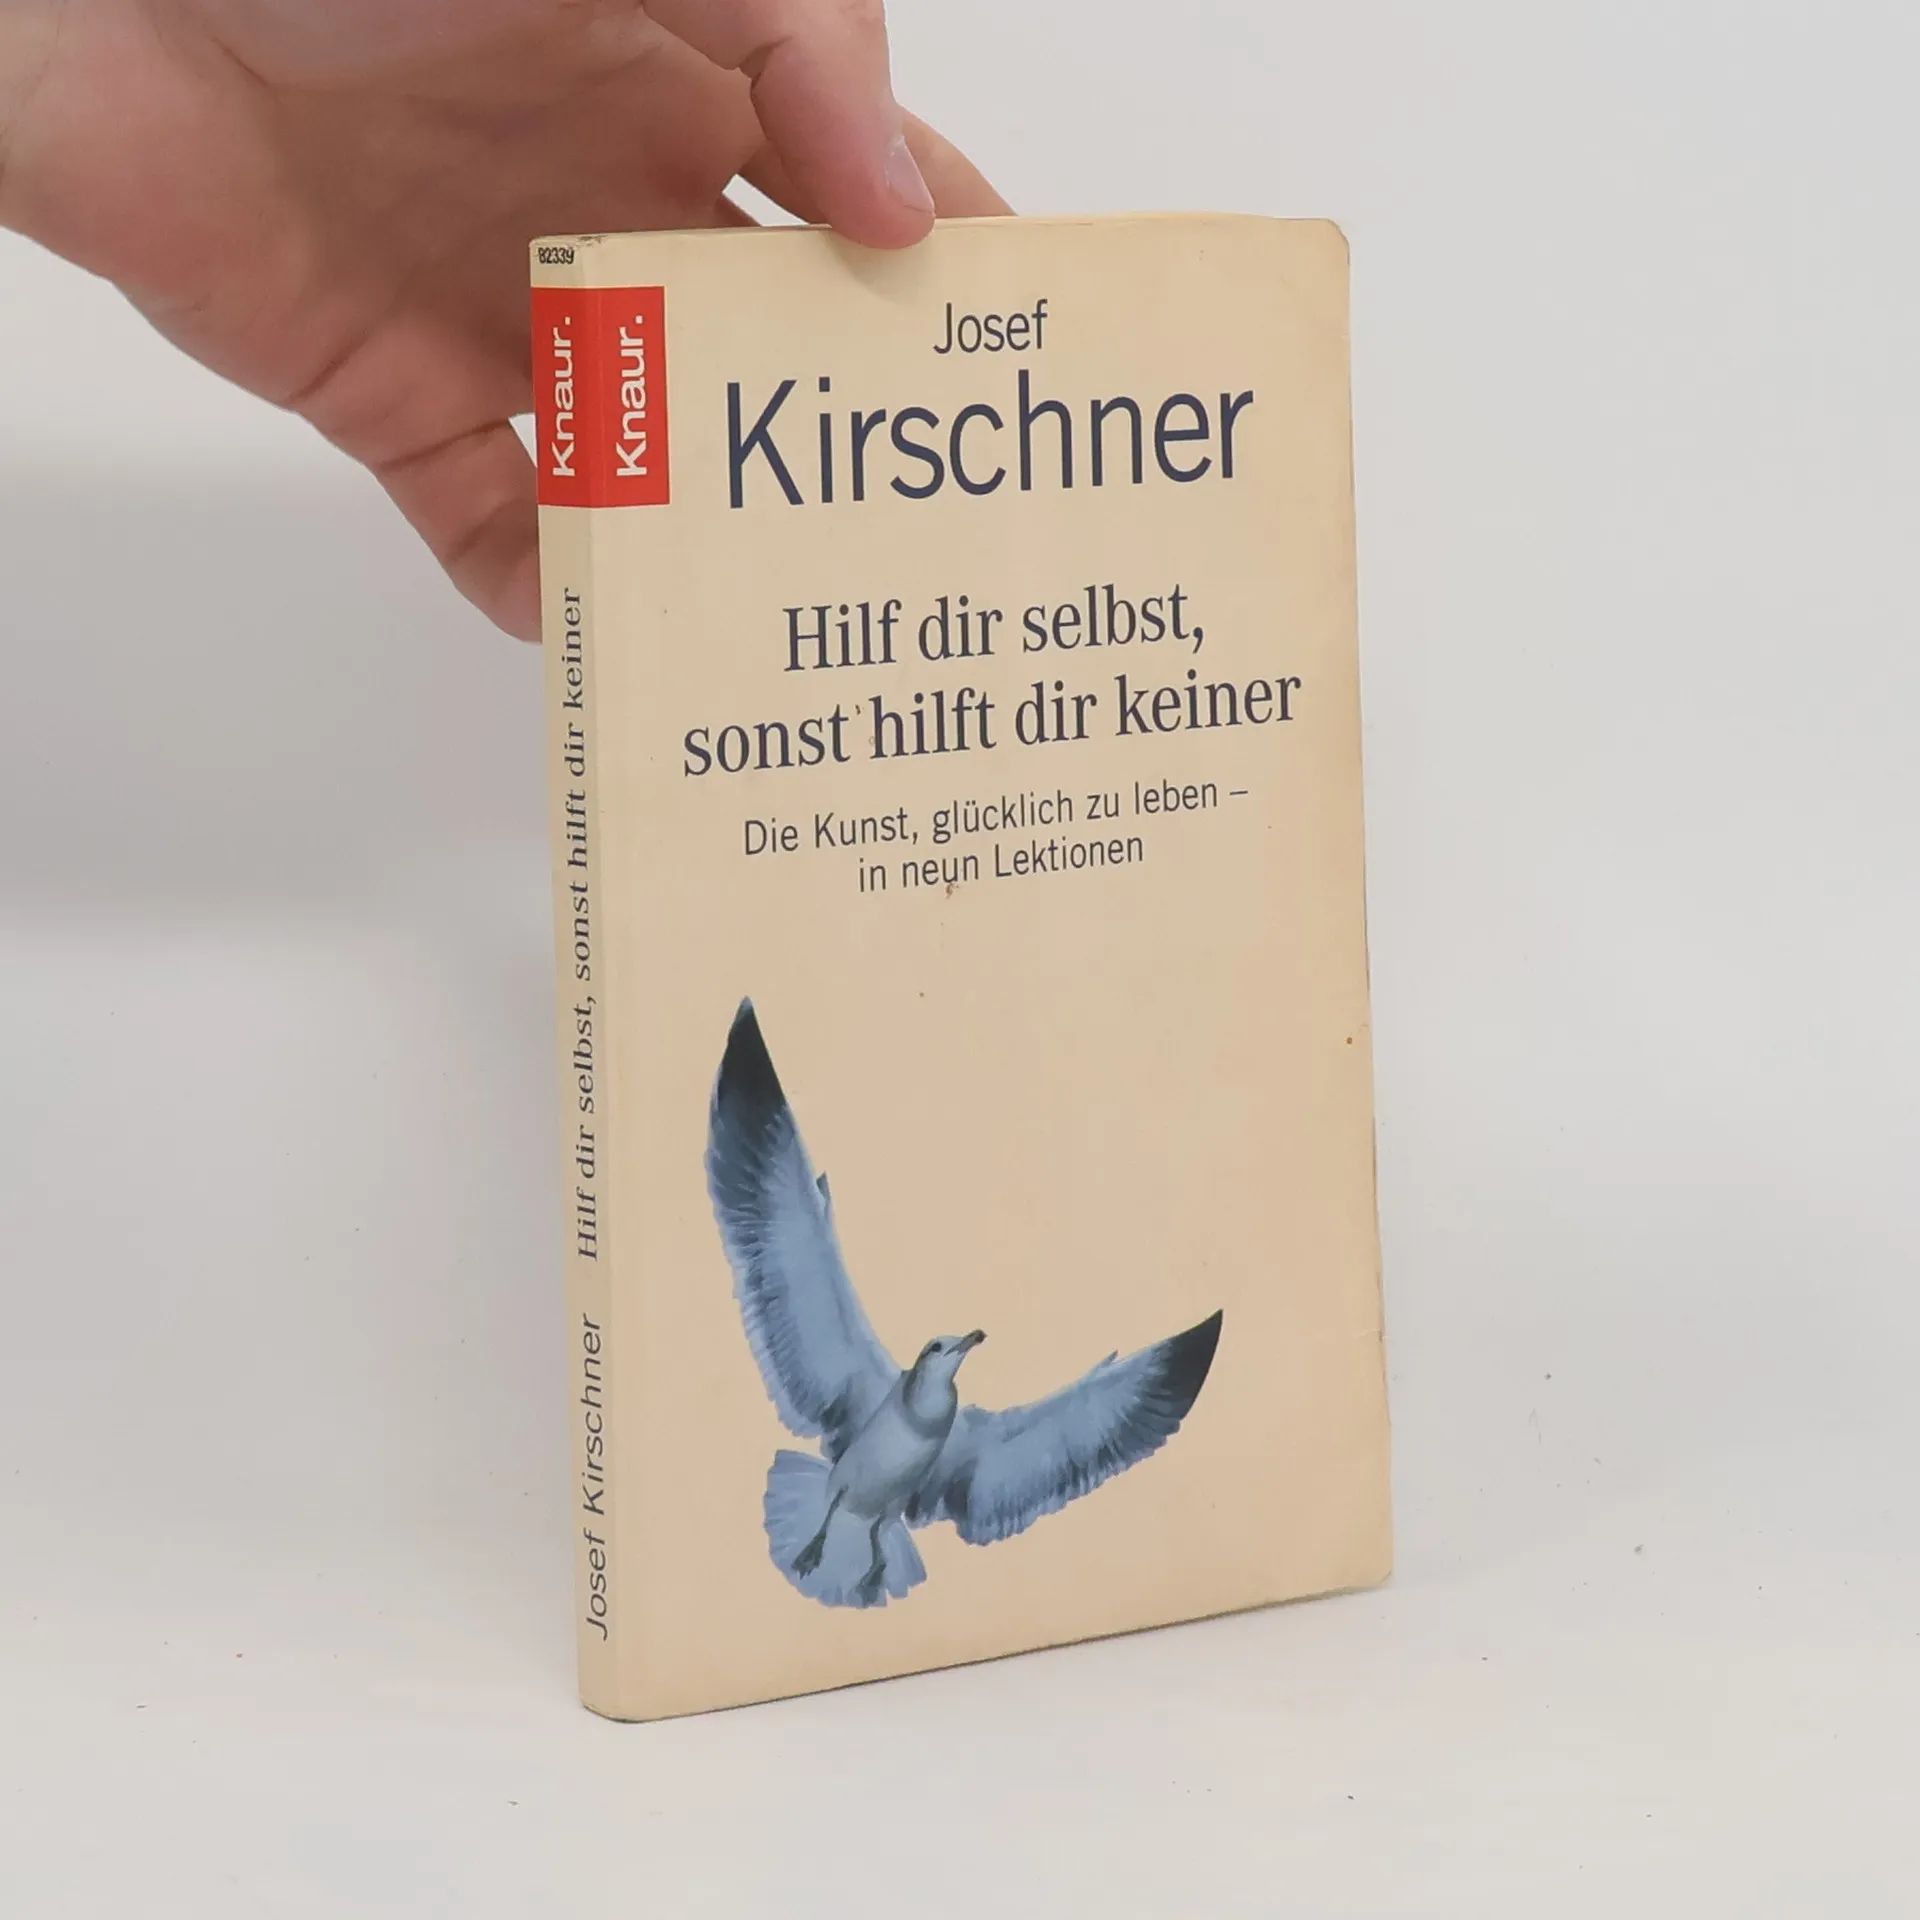 82339
Knaur.
Knaur.
Josef
Kirschner
Hilf dir selbst,
sonst hilft dir keiner
Die Kunst, glücklich zu leben –
in neun Lektionen
Josef Kirschner Hilf dir selbst, sonst hilft dir keiner